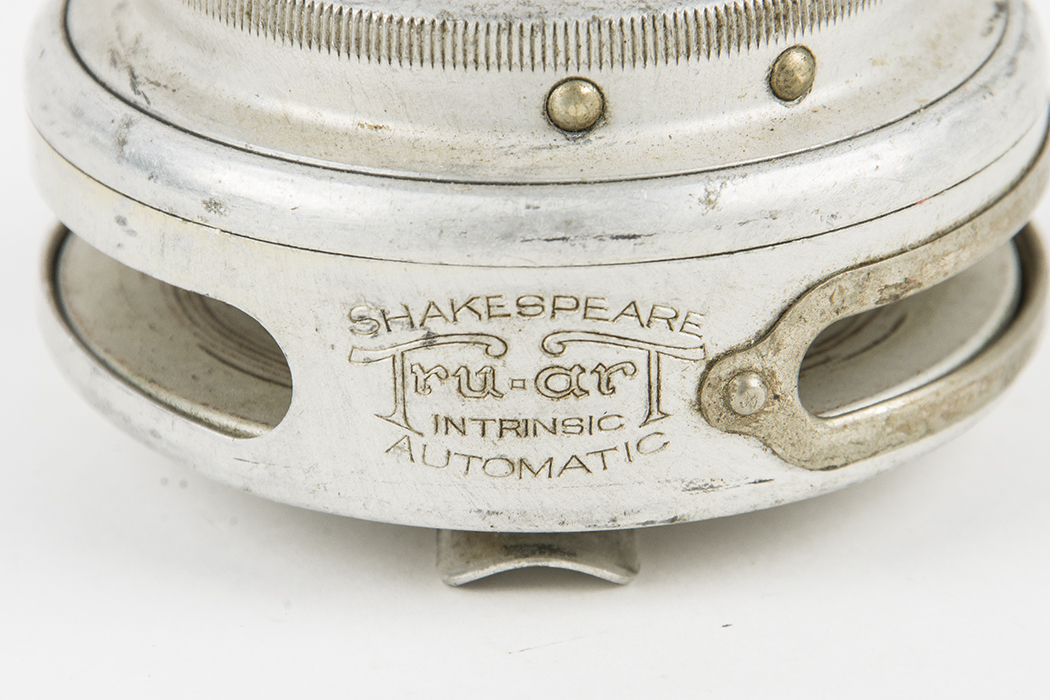 SHAKESPEARE
Tru-arT
INTRINSIC
AUTOMATIC